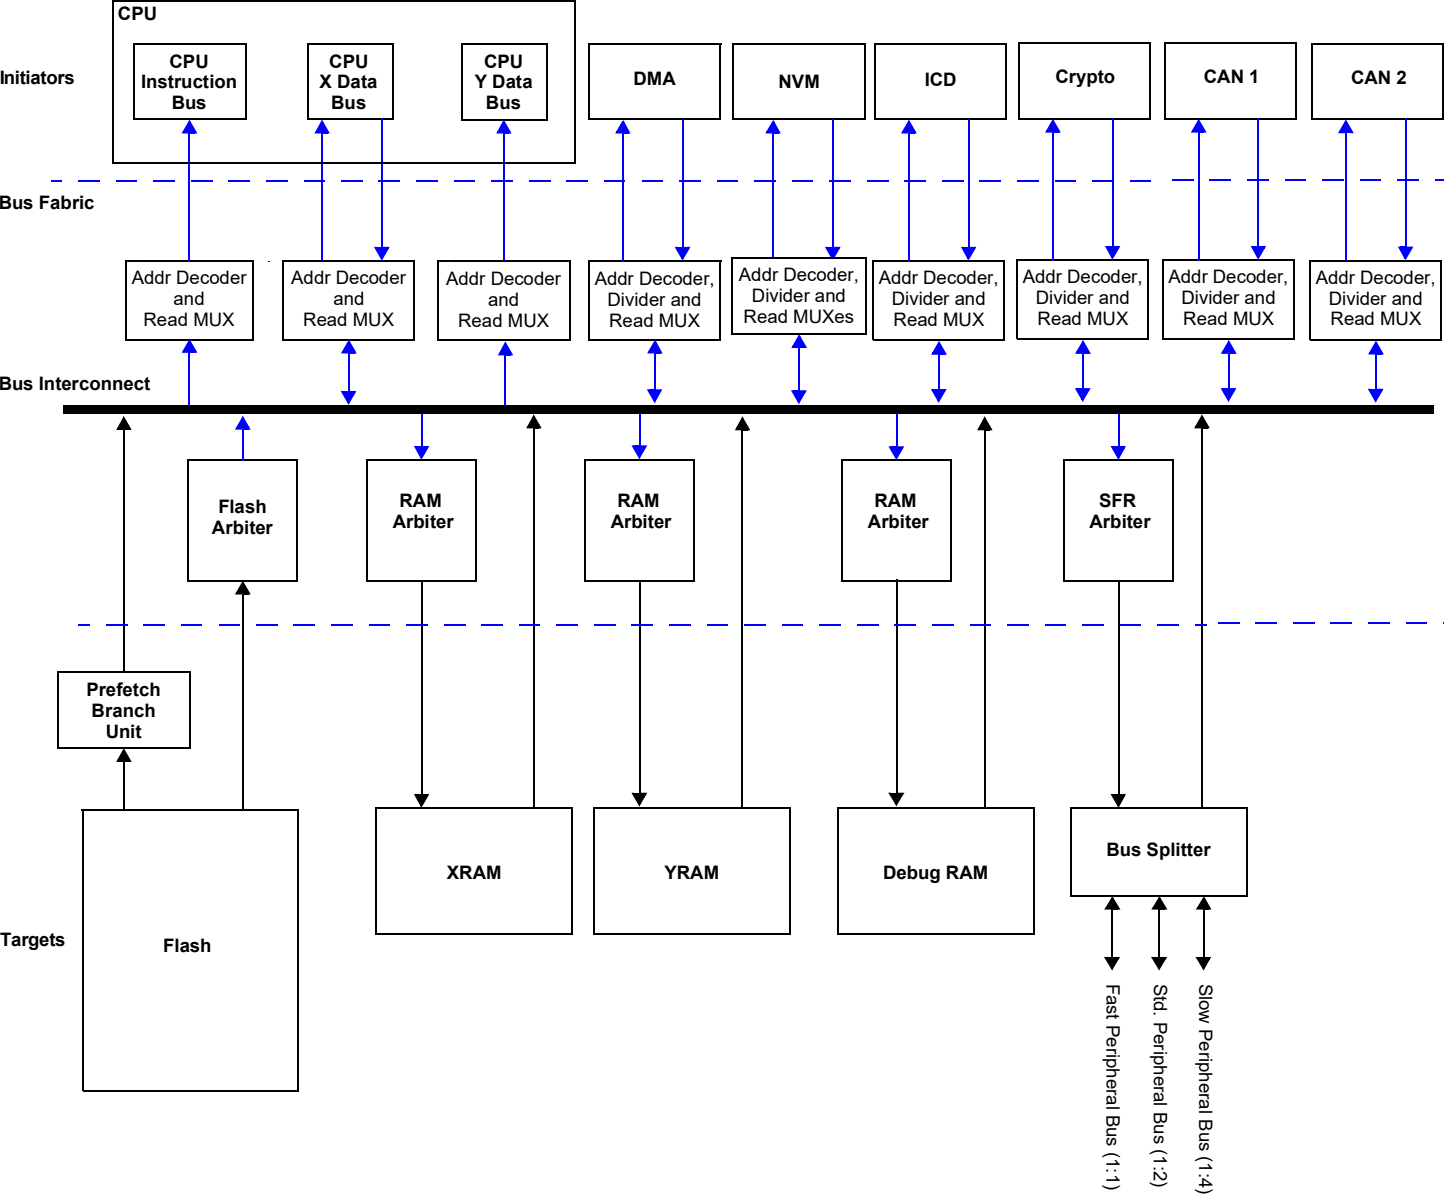 CPU
Initiators
CPU
Instruction
Bus
CPU
X Data
Bus
CPU
Y Data
Bus
DMA
NVM
ICD
Crypto
CAN 1
CAN 2
Bus Fabric
Addr Decoder
and
Read MUX
Addr Decoder
and
Read MUX
Addr Decoder
and
Read MUX
Addr Decoder,
Divider and
Read MUX
Addr Decoder,
Divider and
Read MUXes
Addr Decoder,
Divider and
Read MUX
Addr Decoder,
Divider and
Read MUX
Addr Decoder,
Divider and
Read MUX
Addr Decoder,
Divider and
Read MUX
Bus Interconnect
Flash
Arbiter
RAM
Arbiter
RAM
Arbiter
RAM
Arbiter
SFR
Arbiter
Prefetch
Branch
Unit
Targets
Flash
XRAM
YRAM
Debug RAM
Bus Splitter
Fast Peripheral Bus (1:1)
Std. Peripheral Bus (1:2)
Slow Peripheral Bus (1:4)